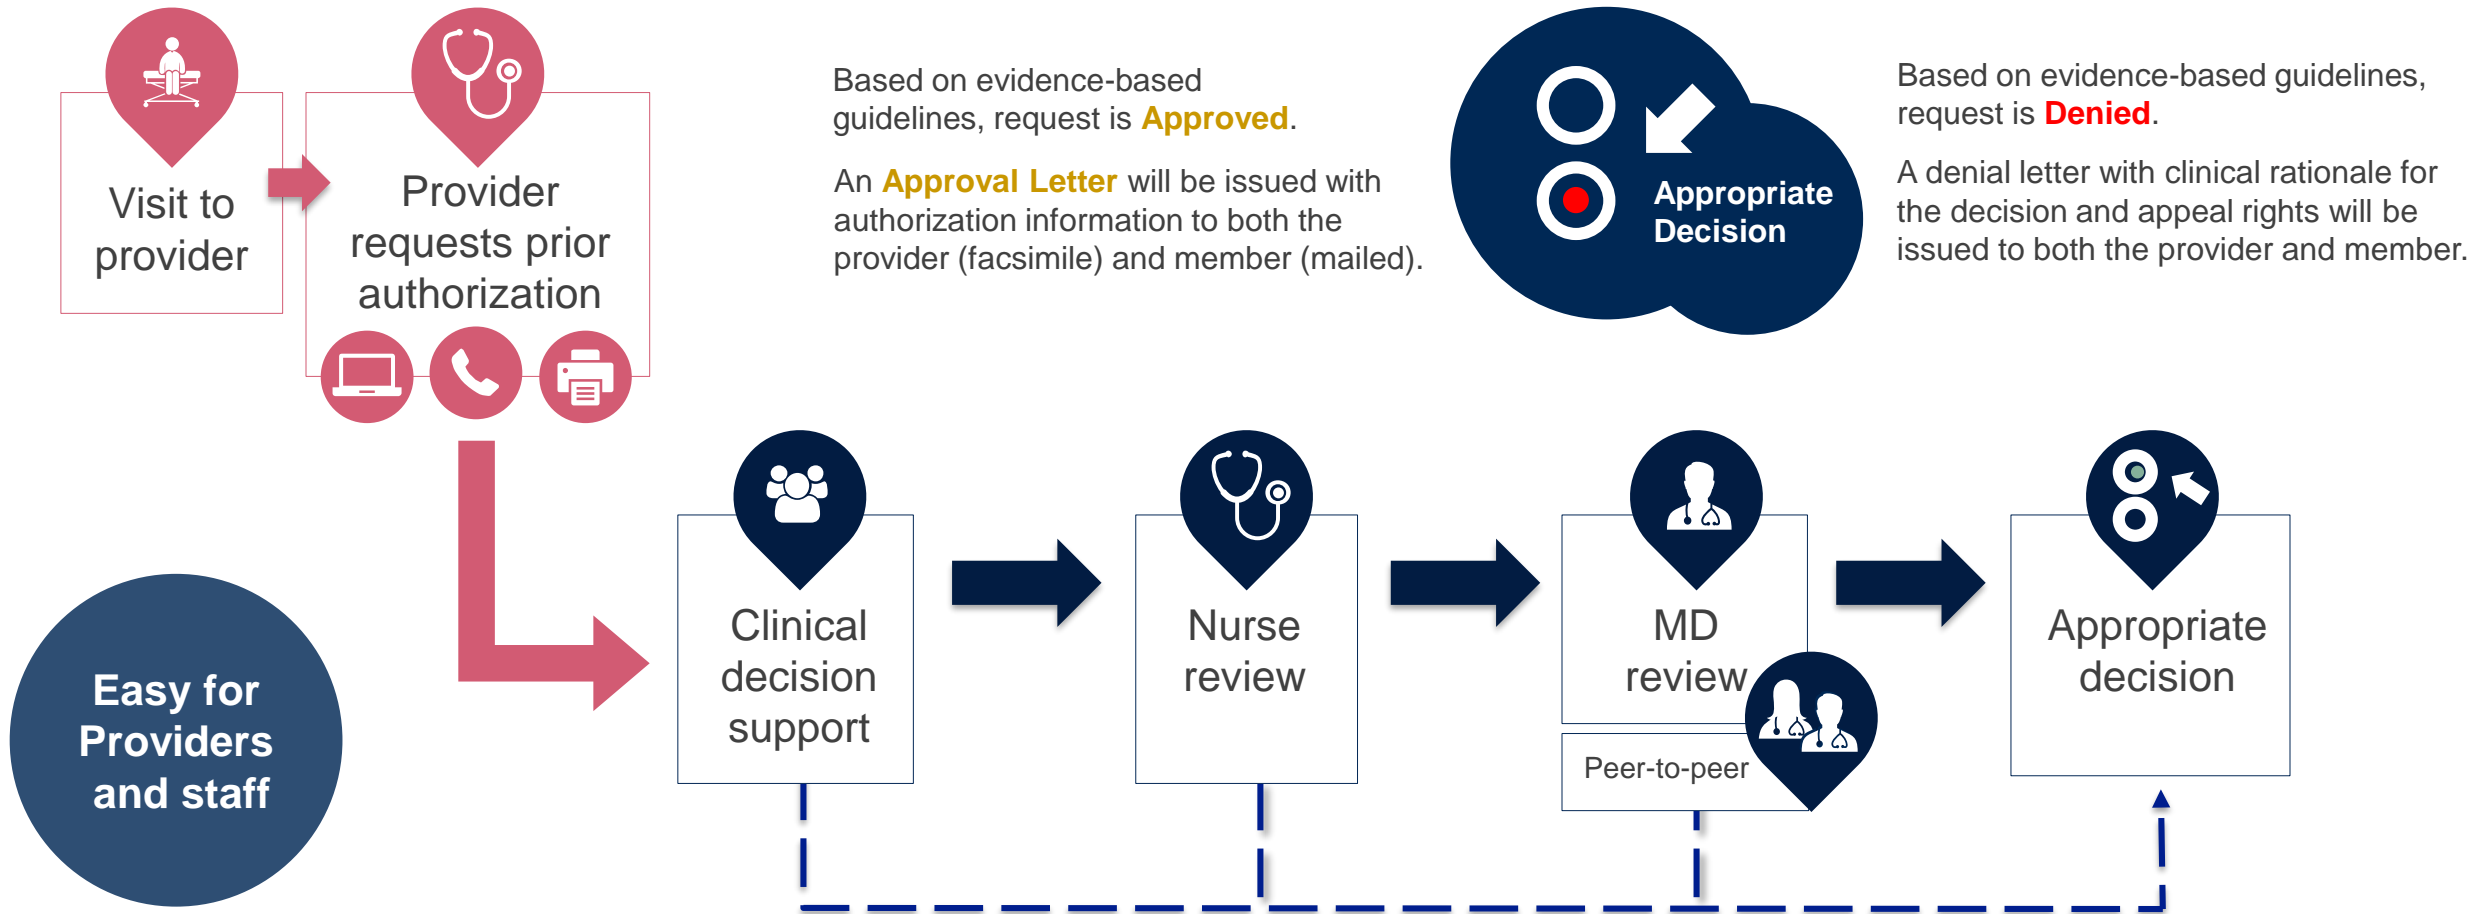 Visit to
provider
Provider
requests prior
authorization
Based on evidence-based
guidelines, request is Approved.
An Approval Letter will be issued with
authorization information to both the
provider (facsimile) and member (mailed).
Appropriate
Decision
Based on evidence-based guidelines,
request is Denied.
A denial letter with clinical rationale for
the decision and appeal rights will be
issued to both the provider and member.
Easy for
Providers
and staff
Clinical
decision
support
Nurse
review
MD
review
Peer-to-peer
Appropriate
decision